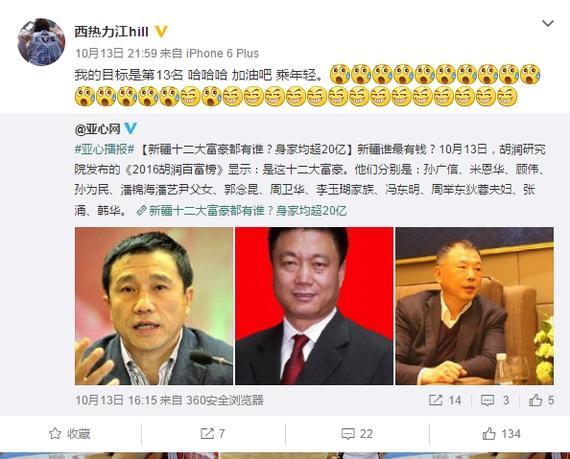 西热力江hill
10月13日 21:59 来自 iPhone 6 Plus
我的目标是第13名 哈哈哈 加油吧 乘年轻。
@亚心网
#亚心播报#【新疆十二大富豪都有谁？身家均超20亿】新疆谁最有钱？10月13日，胡润研究
院发布的《2016胡润百富榜》显示：是这十二大富豪。他们分别是：孙广信、米恩华、顾伟、
孙为民、潘锦海潘艺尹父女、郭念昆、周卫华、李玉瑚家族、冯东明、周举东狄蓉夫妇、张
涌、韩华。 新疆十二大富豪都有谁？身家均超20亿
10月13日 16:15 来自 360安全浏览器 14 3 5
收藏 7 22 134